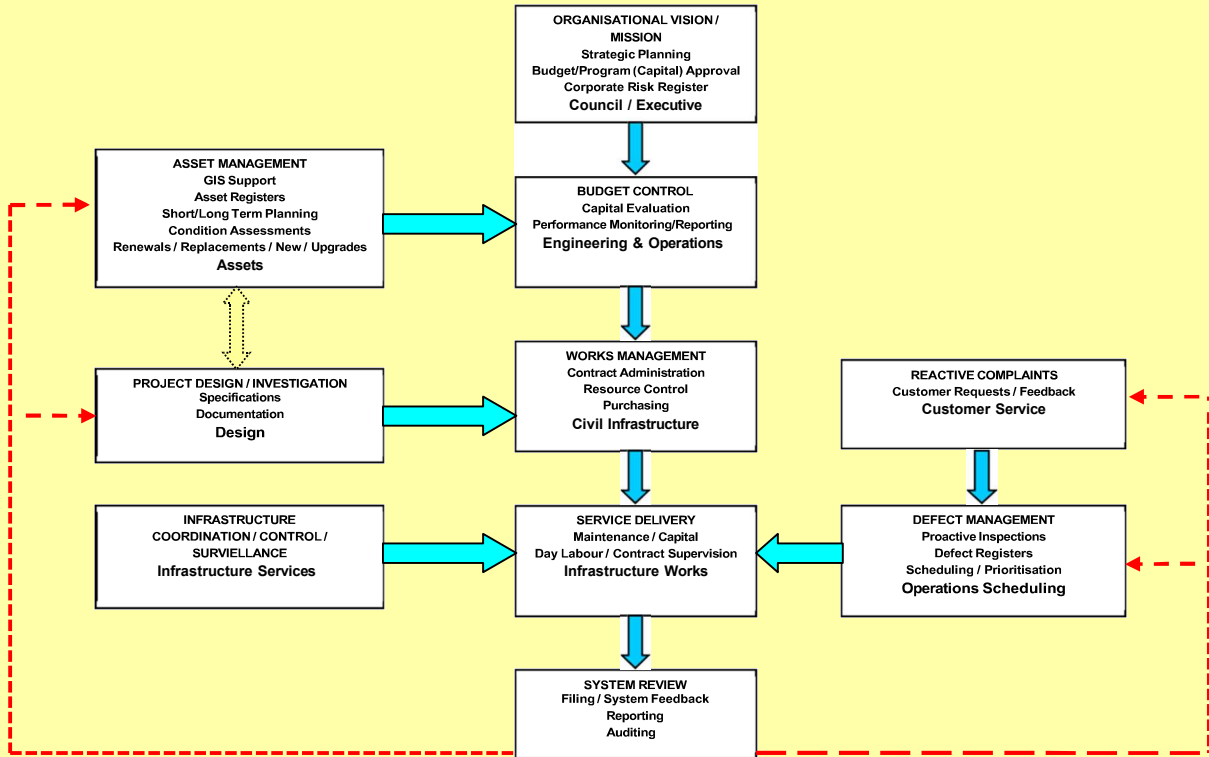 ORGANISATIONAL VISION /
MISSION
Strategic Planning
Budget/Program (Capital) Approval
Corporate Risk Register
Council / Executive
ASSET MANAGEMENT
GIS Support
Asset Registers
Short/Long Term Planning
Condition Assessments
Renewals / Replacements / New / Upgrades
Assets
BUDGET CONTROL
Capital Evaluation
Performance Monitoring/Reporting
Engineering & Operations
PROJECT DESIGN / INVESTIGATION
Specifications
Documentation
Design
WORKS MANAGEMENT
Contract Administration
Resource Control
Purchasing
Civil Infrastructure
REACTIVE COMPLAINTS
Customer Requests / Feedback
Customer Service
INFRASTRUCTURE
COORDINATION / CONTROL /
SURVIELLANCE
Infrastructure Services
SERVICE DELIVERY
Maintenance / Capital
Day Labour / Contract Supervision
Infrastructure Works
DEFECT MANAGEMENT
Proactive Inspections
Defect Registers
Scheduling / Prioritisation
Operations Scheduling
SYSTEM REVIEW
Filing / System Feedback
Reporting
Auditing